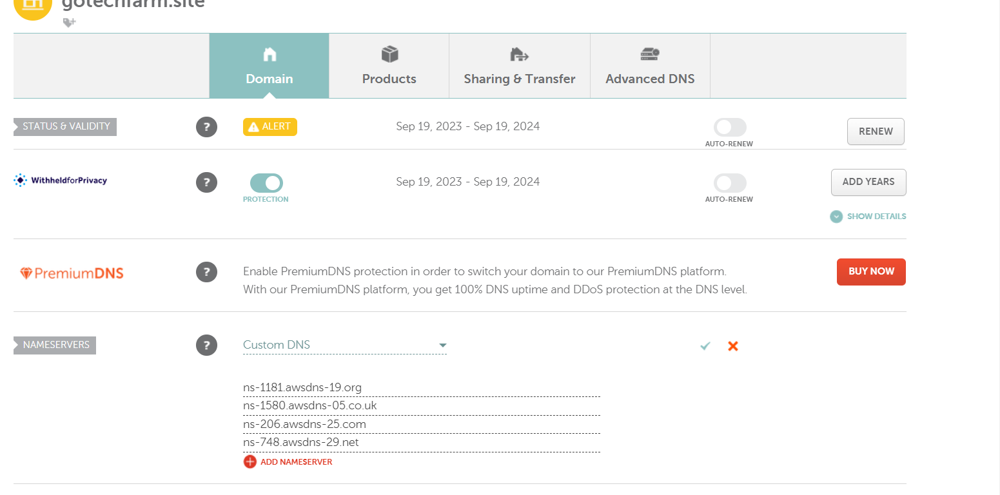 gotechfarm.site
Domain
Products
Sharing & Transfer
Advanced DNS
STATUS & VALIDITY
?
ALERT
Sep 19, 2023 - Sep 19, 2024
AUTO-RENEW
RENEW
WithheldforPrivacy
?
PROTECTION
Sep 19, 2023 - Sep 19, 2024
AUTO-RENEW
ADD YEARS
SHOW DETAILS
PremiumDNS
?
Enable PremiumDNS protection in order to switch your domain to our PremiumDNS platform.
With our PremiumDNS platform, you get 100% DNS uptime and DDoS protection at the DNS level.
BUY NOW
NAMESERVERS
?
Custom DNS
ns-1181.awsdns-19.org
ns-1580.awsdns-05.co.uk
ns-206.awsdns-25.com
ns-748.awsdns-29.net
ADD NAMESERVER